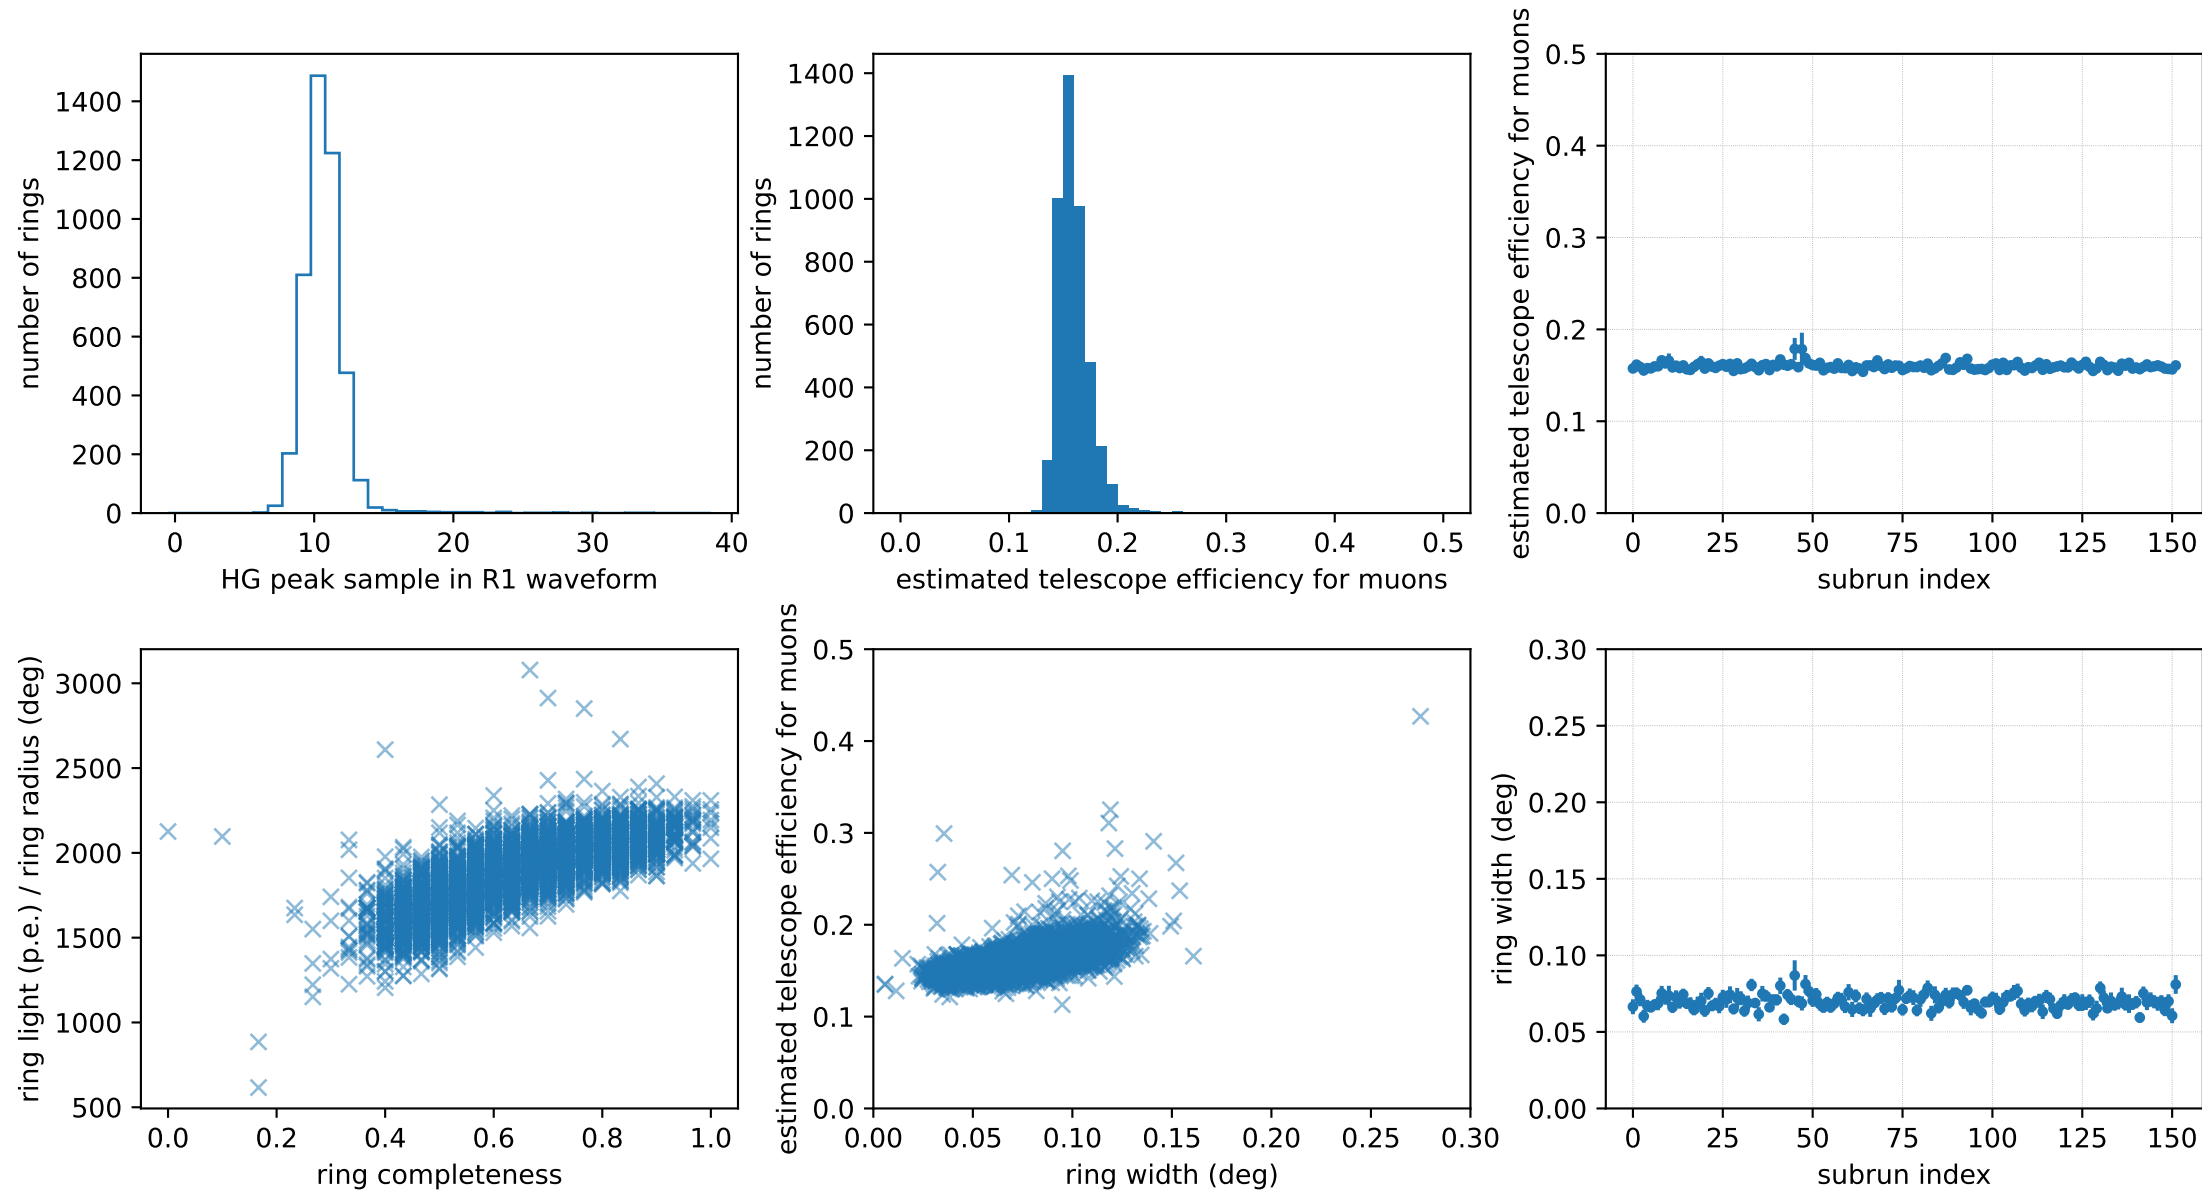 number of rings
1400
1200
1000
800
600
400
200
0
0 10 20 30 40
HG peak sample in R1 waveform
number of rings
1400
1200
1000
800
600
400
200
0
0.0 0.1 0.2 0.3 0.4 0.5
estimated telescope efficiency for muons
estimated telescope efficiency for muons
0.5
0.4
0.3
0.2
0.1
0.0
0 25 50 75 100 125 150
subrun index
ring light (p.e.) / ring radius (deg)
3000
2500
2000
1500
1000
500
0.0 0.2 0.4 0.6 0.8 1.0
ring completeness
estimated telescope efficiency for muons
0.5
0.4
0.3
0.2
0.1
0.0
0.00 0.05 0.10 0.15 0.20 0.25 0.30
ring width (deg)
ring width (deg)
0.30
0.25
0.20
0.15
0.10
0.05
0.00
0 25 50 75 100 125 150
subrun index